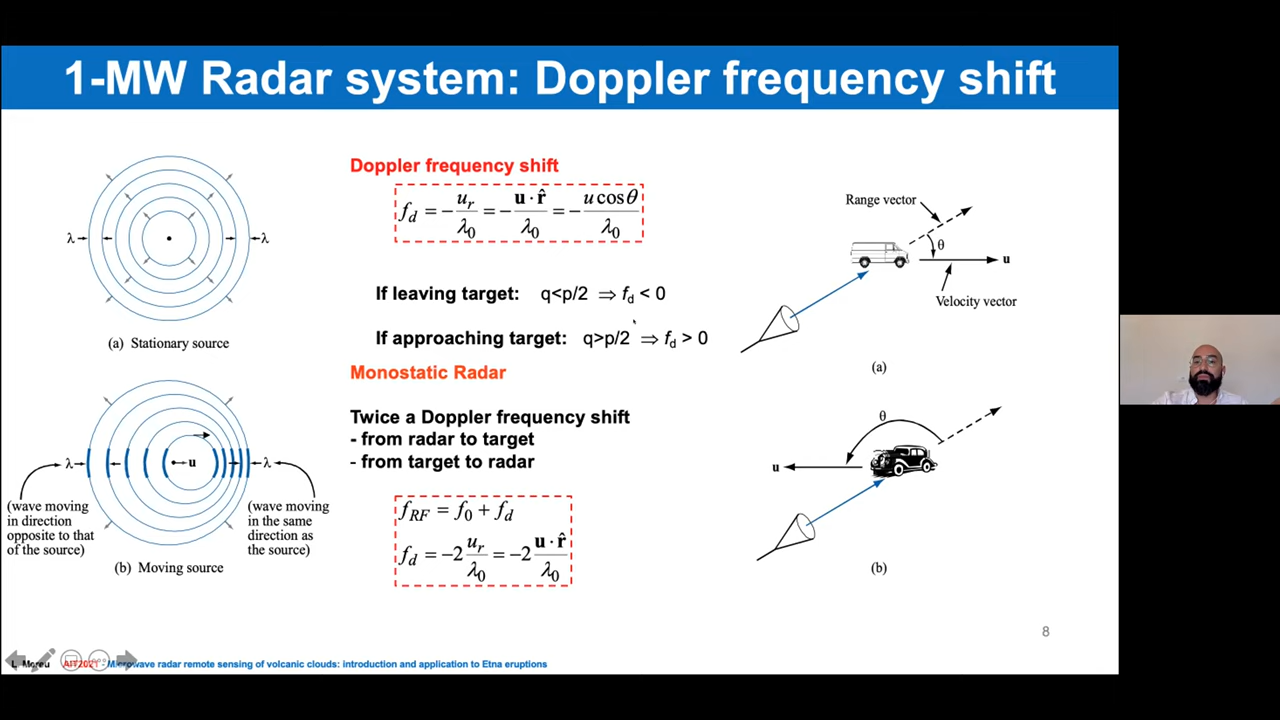 1-MW Radar system: Doppler frequency shift
λ
λ
(a) Stationary source
λ
u
λ
(wave moving
in direction
opposite to that
of the source)
(wave moving
in the same
direction as
the source)
(b) Moving source
Doppler frequency shift
f_d = − u_r/λ_0 = − u · r̂/λ_0 = − u cos θ/λ_0
If leaving target: q<p/2 ⇒ f_d < 0
If approaching target: q>p/2 ⇒ f_d > 0
Monostatic Radar
Twice a Doppler frequency shift
- from radar to target
- from target to radar
f_RF = f_0 + f_d
f_d = −2 u_r/λ_0 = −2 u · r̂/λ_0
Range vector
θ
u
Velocity vector
(a)
θ
u
(b)
8
Microwave radar remote sensing of volcanic clouds: introduction and application to Etna eruptions